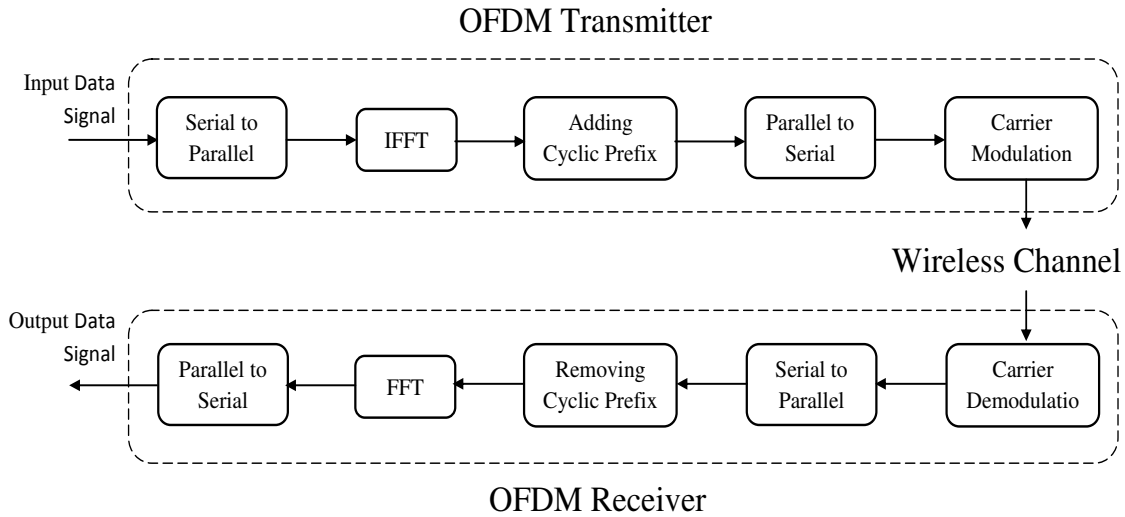 OFDM Transmitter
Input Data
Signal
Serial to
Parallel
IFFT
Adding
Cyclic Prefix
Parallel to
Serial
Carrier
Modulation
Wireless Channel
Output Data
Signal
Parallel to
Serial
FFT
Removing
Cyclic Prefix
Serial to
Parallel
Carrier
Demodulatio
OFDM Receiver